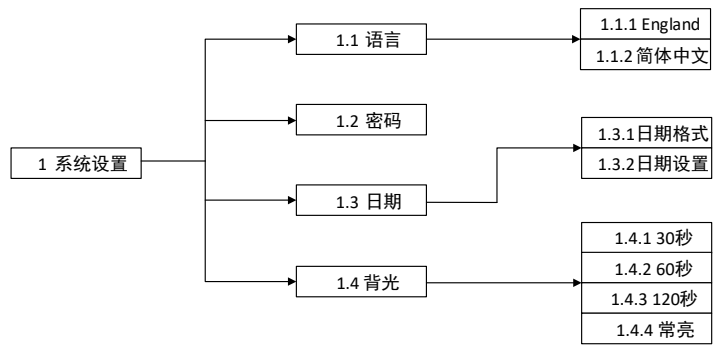 1 系统设置
1.1 语言
1.1.1 England
1.1.2 简体中文
1.2 密码
1.3 日期
1.3.1日期格式
1.3.2日期设置
1.4 背光
1.4.1 30秒
1.4.2 60秒
1.4.3 120秒
1.4.4 常亮